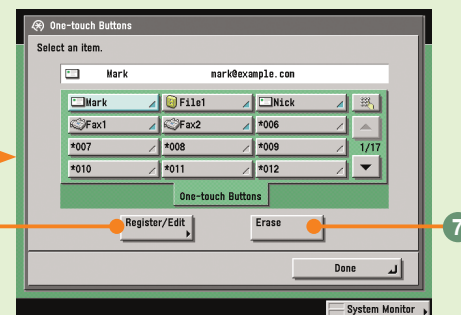 One-touch Buttons
Select an item.
Mark mark@example.com
Mark File1 Nick
Fax1 Fax2 *006
*007 *008 *009 1/17
*010 *011 *012
One-touch Buttons
Register/Edit Erase
7
Done
System Monitor